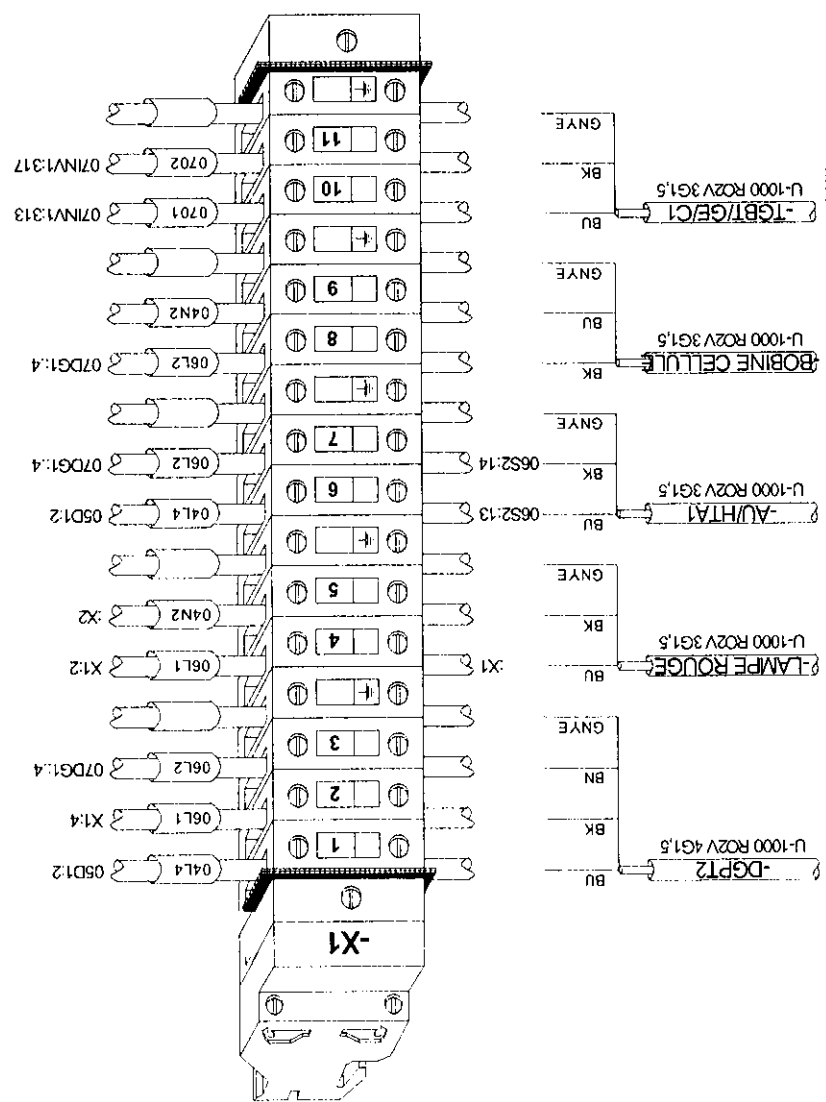 -X1
-DGPT2
U-1000 RO2V 4G1,5
BU
BK
BN
GNYE
1
04L4
05D1:2
2
06L1
X1:4
3
06L2
07DG1:.4
-LAMPE ROUGE
U-1000 RO2V 3G1,5
BU
BK
GNYE
:X1
4
06L1
X1:2
5
04N2
:X2
-AU/HTA1
U-1000 RO2V 3G1,5
BU
BK
GNYE
06S2:13
6
04L4
05D1:2
06S2:14
7
06L2
07DG1:.4
-BOBINE CELLULE
U-1000 RO2V 3G1,5
BK
BU
GNYE
8
06L2
07DG1:.4
9
04N2
-TGBT/GE/C1
U-1000 RO2V 3G1,5
BU
BK
GNYE
10
0701
07INV1:313
11
0702
07INV1:317